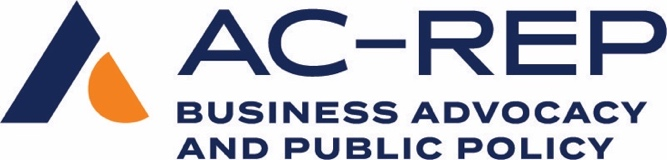 AC-REP
BUSINESS ADVOCACY
AND PUBLIC POLICY